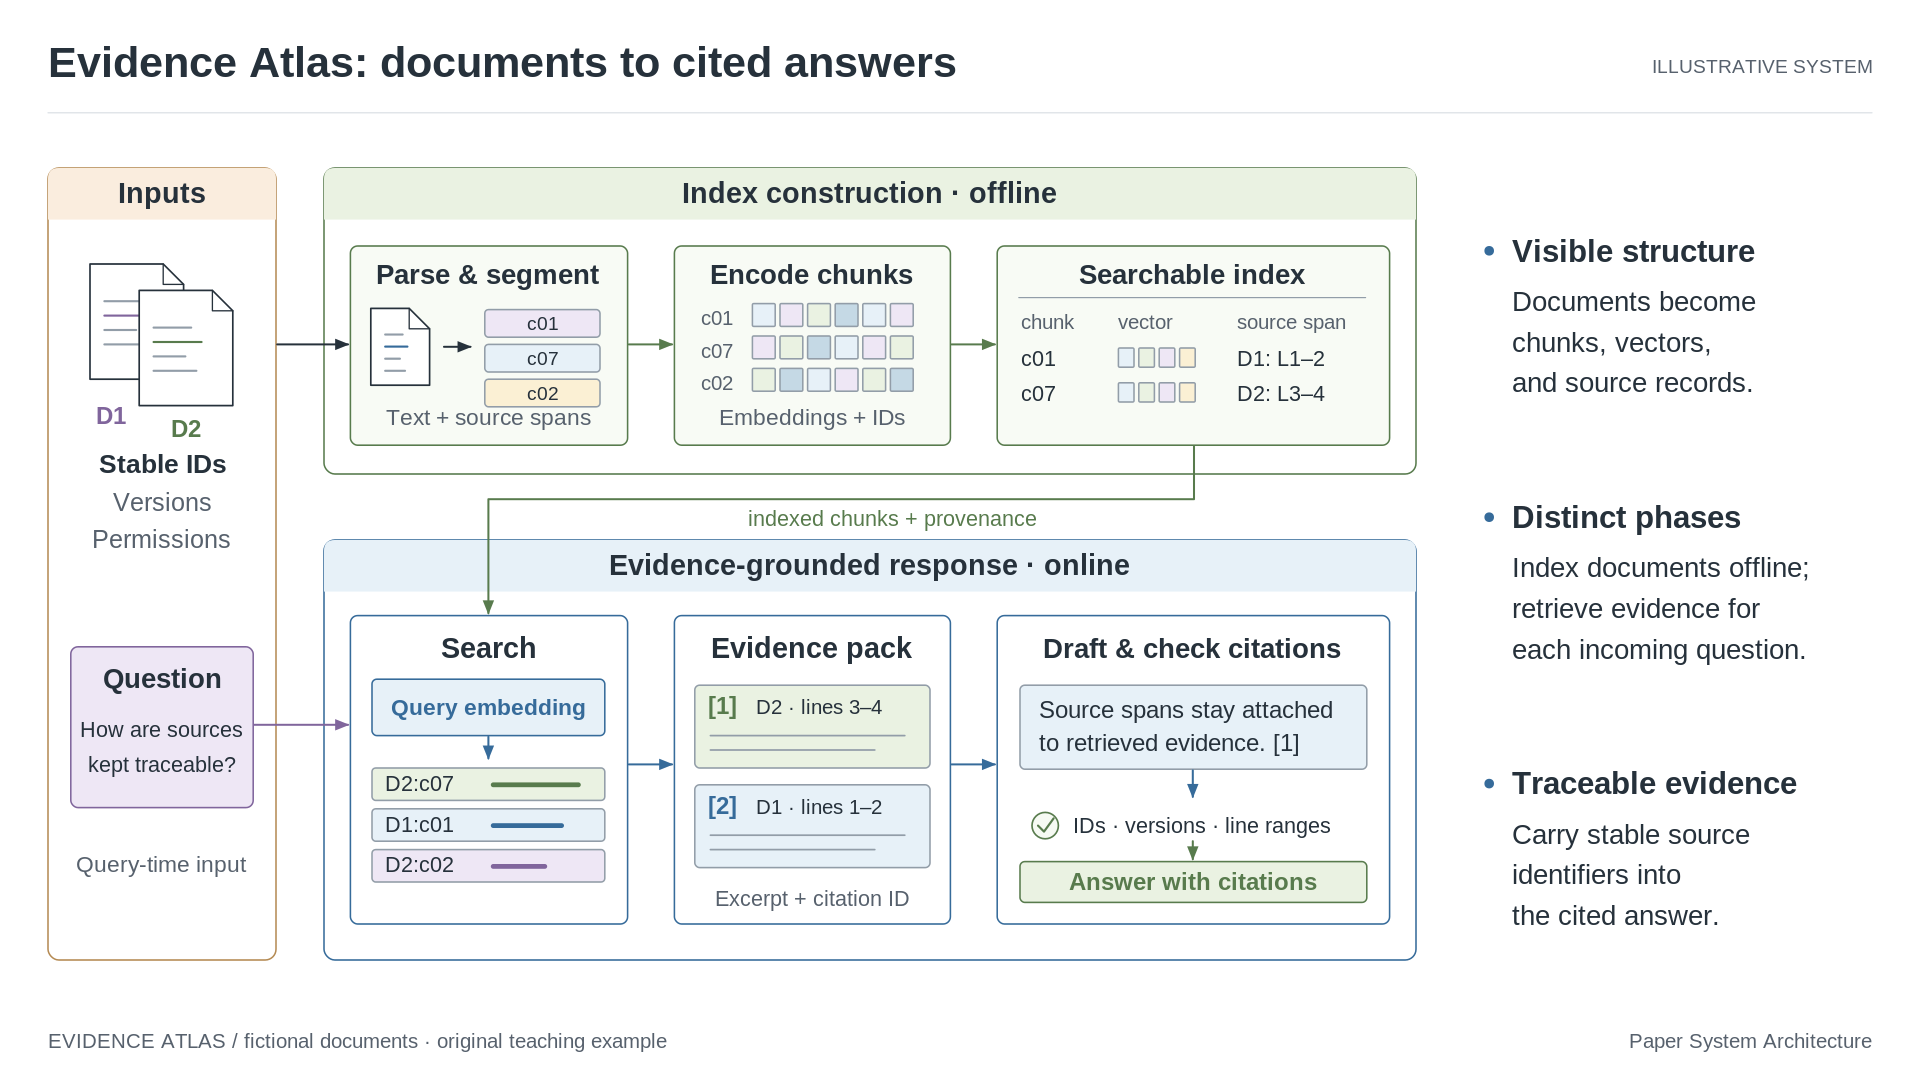 Evidence Atlas: documents to cited answers
ILLUSTRATIVE SYSTEM
Inputs
D1
D2
Stable IDs
Versions
Permissions
Question
How are sources
kept traceable?
Query-time input
Index construction · offline
Parse & segment
c01
c07
c02
Text + source spans
Encode chunks
c01
c07
c02
Embeddings + IDs
Searchable index
chunk vector source span
c01 D1: L1–2
c07 D2: L3–4
indexed chunks + provenance
Evidence-grounded response · online
Search
Query embedding
D2:c07
D1:c01
D2:c02
Evidence pack
[1] D2 · lines 3–4
[2] D1 · lines 1–2
Excerpt + citation ID
Draft & check citations
Source spans stay attached
to retrieved evidence. [1]
IDs · versions · line ranges
Answer with citations
• Visible structure
Documents become
chunks, vectors,
and source records.
• Distinct phases
Index documents offline;
retrieve evidence for
each incoming question.
• Traceable evidence
Carry stable source
identifiers into
the cited answer.
EVIDENCE ATLAS / fictional documents · original teaching example
Paper System Architecture